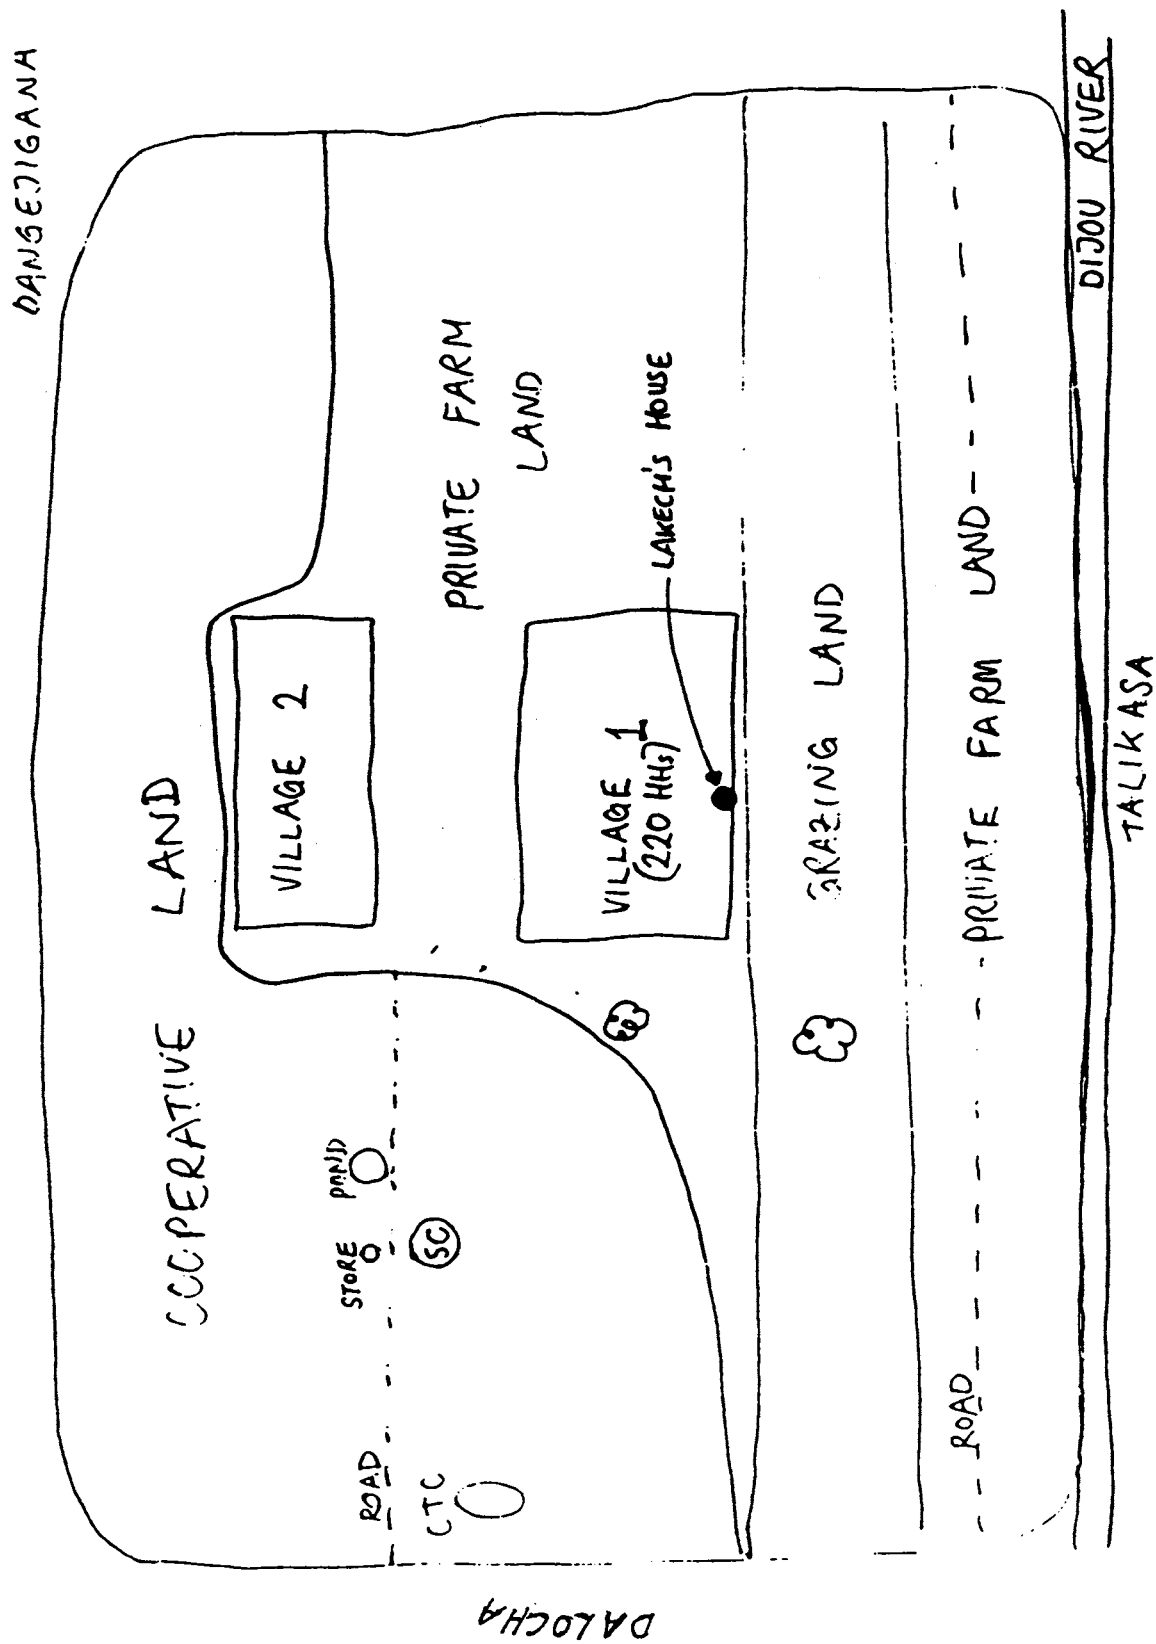 DANGEJIGANA
COOPERATIVE LAND
VILLAGE 2
STORE
POND
ROAD
SC
CTC
PRIVATE FARM
LAND
VILLAGE 1
(220 HHs)
LAKECH'S HOUSE
GRAZING LAND
ROAD
PRIVATE FARM LAND
DIJOU RIVER
TALIKASA
DALOCHA